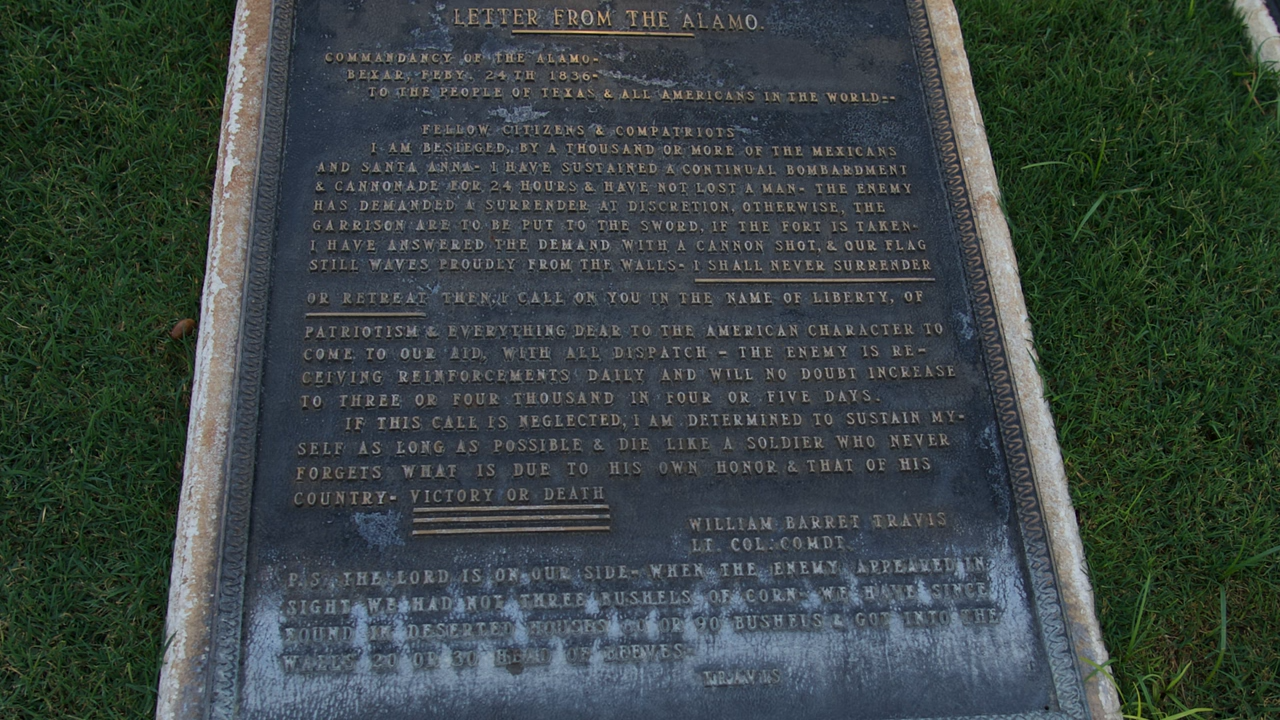 LETTER FROM THE ALAMO.
COMMANDANCY OF THE ALAMO-
BEXAR, FEBY. 24TH 1836-
TO THE PEOPLE OF TEXAS & ALL AMERICANS IN THE WORLD--
FELLOW CITIZENS & COMPATRIOTS
I AM BESIEGED, BY A THOUSAND OR MORE OF THE MEXICANS
AND SANTA ANNA- I HAVE SUSTAINED A CONTINUAL BOMBARDMENT
& CANNONADE FOR 24 HOURS & HAVE NOT LOST A MAN- THE ENEMY
HAS DEMANDED A SURRENDER AT DISCRETION, OTHERWISE, THE
GARRISON ARE TO BE PUT TO THE SWORD, IF THE FORT IS TAKEN-
I HAVE ANSWERED THE DEMAND WITH A CANNON SHOT, & OUR FLAG
STILL WAVES PROUDLY FROM THE WALLS- I SHALL NEVER SURRENDER
OR RETREAT THEN, I CALL ON YOU IN THE NAME OF LIBERTY, OF
PATRIOTISM & EVERYTHING DEAR TO THE AMERICAN CHARACTER TO
COME TO OUR AID, WITH ALL DISPATCH - THE ENEMY IS RE-
CEIVING REINFORCEMENTS DAILY AND WILL NO DOUBT INCREASE
TO THREE OR FOUR THOUSAND IN FOUR OR FIVE DAYS.
IF THIS CALL IS NEGLECTED, I AM DETERMINED TO SUSTAIN MY-
SELF AS LONG AS POSSIBLE & DIE LIKE A SOLDIER WHO NEVER
FORGETS WHAT IS DUE TO HIS OWN HONOR & THAT OF HIS
COUNTRY- VICTORY OR DEATH
WILLIAM BARRET TRAVIS
LT. COL. COMDT.
P.S. THE LORD IS ON OUR SIDE- WHEN THE ENEMY APPEARED IN
SIGHT WE HAD NOT THREE BUSHELS OF CORN- WE HAVE SINCE
FOUND IN DESERTED HOUSES OR 90 BUSHELS & GOT INTO THE
WALLS 20 OR 30 HEAD OF BEEVES-
TRAVIS